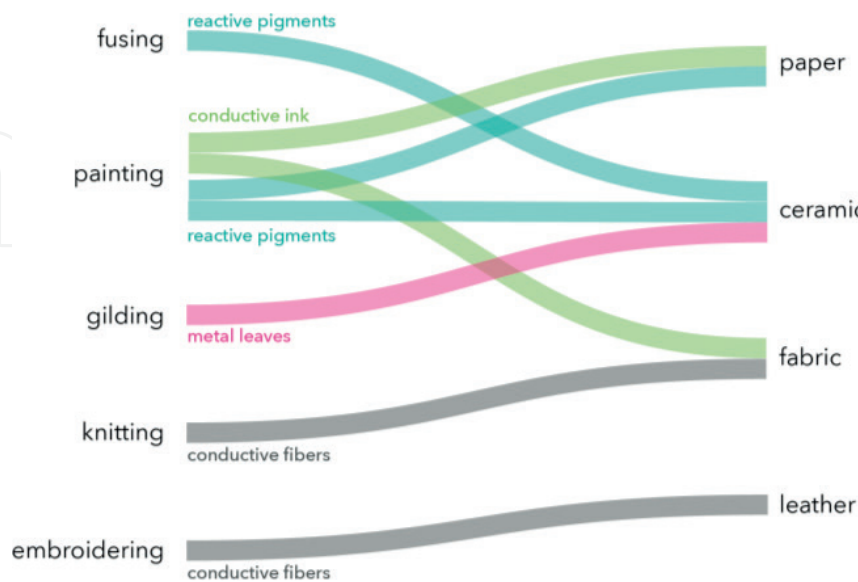 reactive pigments
fusing
paper
conductive ink
painting
ceramic
reactive pigments
gilding
metal leaves
fabric
knitting
conductive fibers
leather
embroidering
conductive fibers